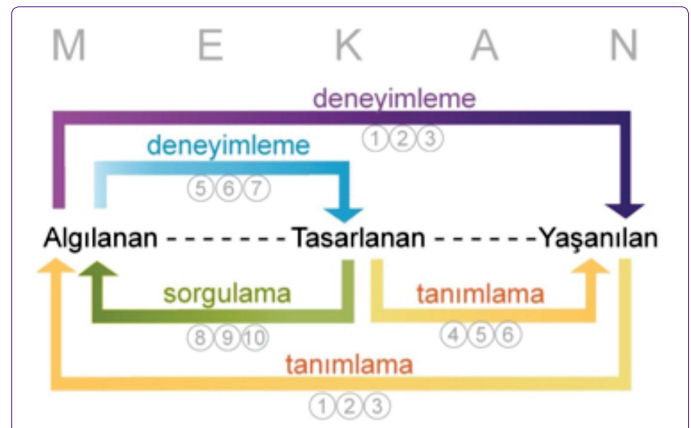 M E K A N
deneyimleme
①②③
deneyimleme
⑤⑥⑦
Algılanan - - - - - - - Tasarlanan - - - - - - Yaşanılan
sorgulama
⑧⑨⑩
tanımlama
④⑤⑥
tanımlama
①②③